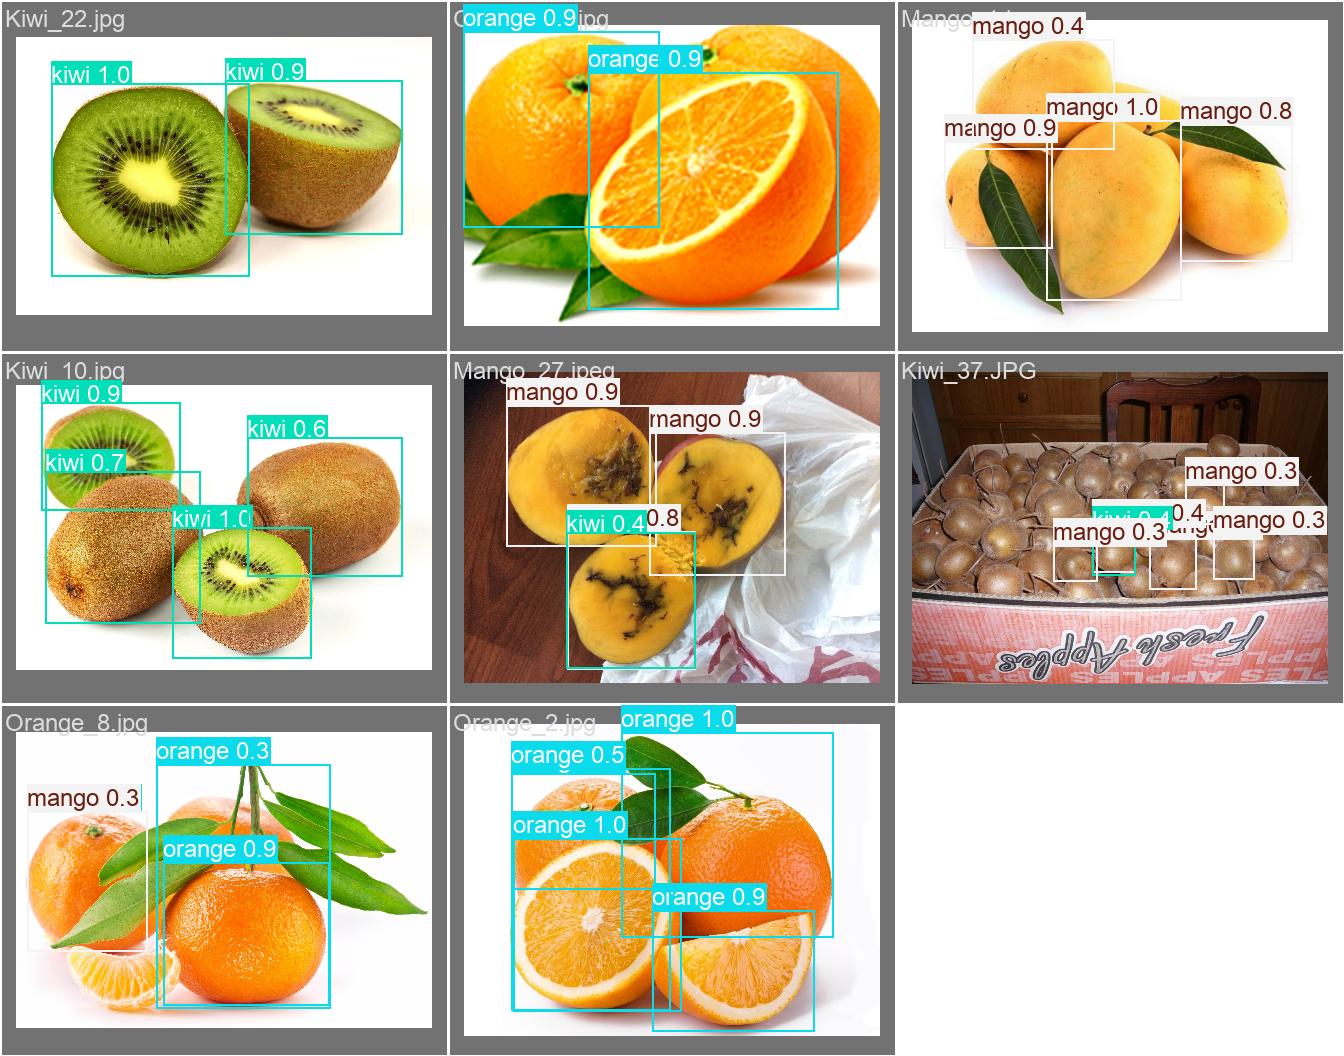 Kiwi_22.jpg
kiwi 1.0
kiwi 0.9
orange 0.9
jpg
orange 0.9
Mango
mango 0.4
mango 1.0
mango 0.8
mango 0.9
Kiwi_10.jpg
kiwi 0.9
kiwi 0.6
kiwi 0.7
kiwi 1.0
Mango_27.jpeg
mango 0.9
mango 0.9
kiwi 0.4
0.8
Kiwi_37.JPG
mango 0.3
kiwi 0.4
0.4
mango 0.3
mango 0.3
Fresh Apples
APPLES
Orange_8.jpg
orange 0.3
mango 0.3
orange 0.9
Orange_2.jpg
orange 1.0
orange 0.5
orange 1.0
orange 0.9